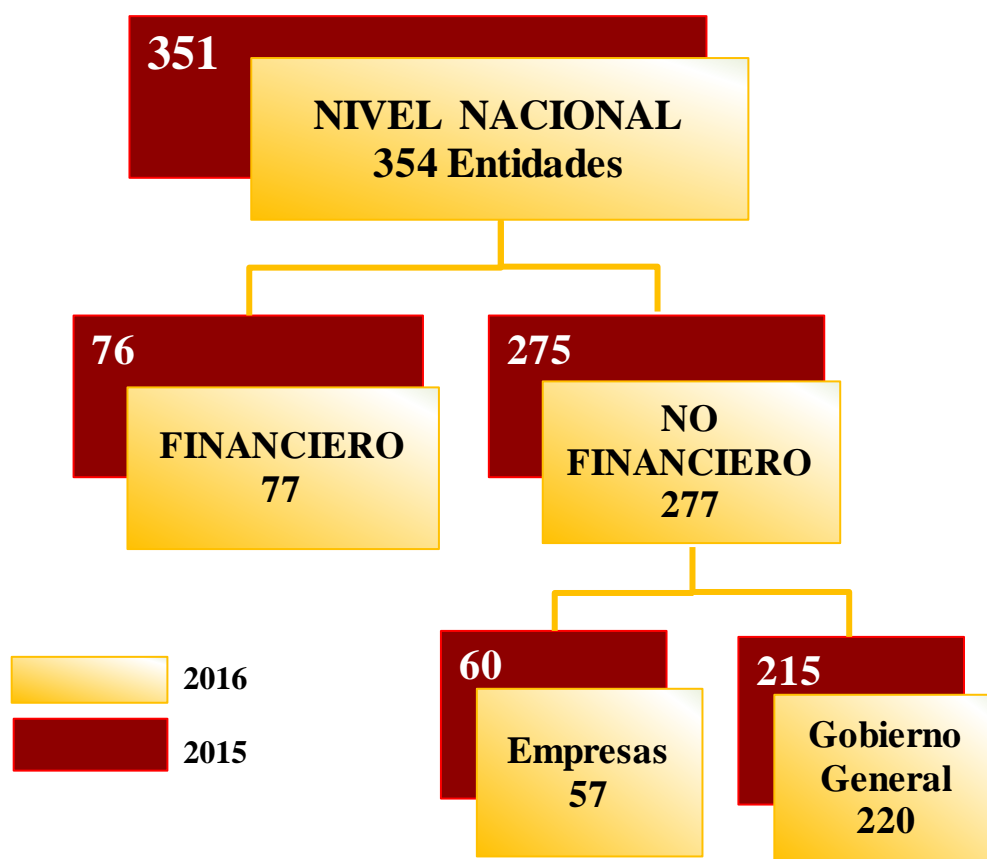 351
NIVEL NACIONAL
354 Entidades
76
FINANCIERO
77
275
NO
FINANCIERO
277
60
Empresas
57
215
Gobierno
General
220
2016
2015